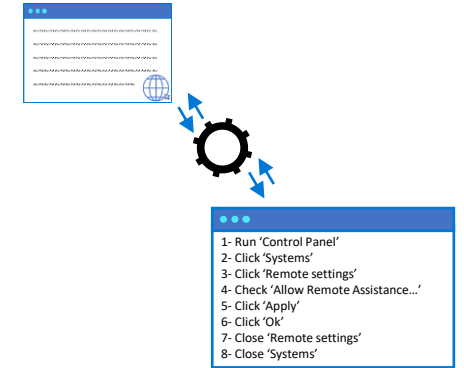 1- Run ‘Control Panel’
2- Click ‘Systems’
3- Click ‘Remote settings’
4- Check ‘Allow Remote Assistance…’
5- Click ‘Apply’
6- Click ‘Ok’
7- Close ‘Remote settings’
8- Close ‘Systems’